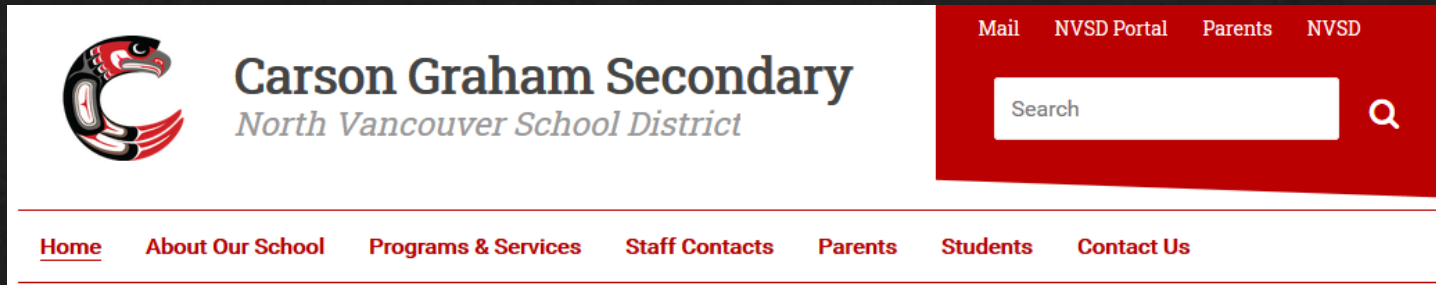 Mail NVSD Portal Parents NVSD
Carson Graham Secondary
North Vancouver School District
Search
Home About Our School Programs & Services Staff Contacts Parents Students Contact Us